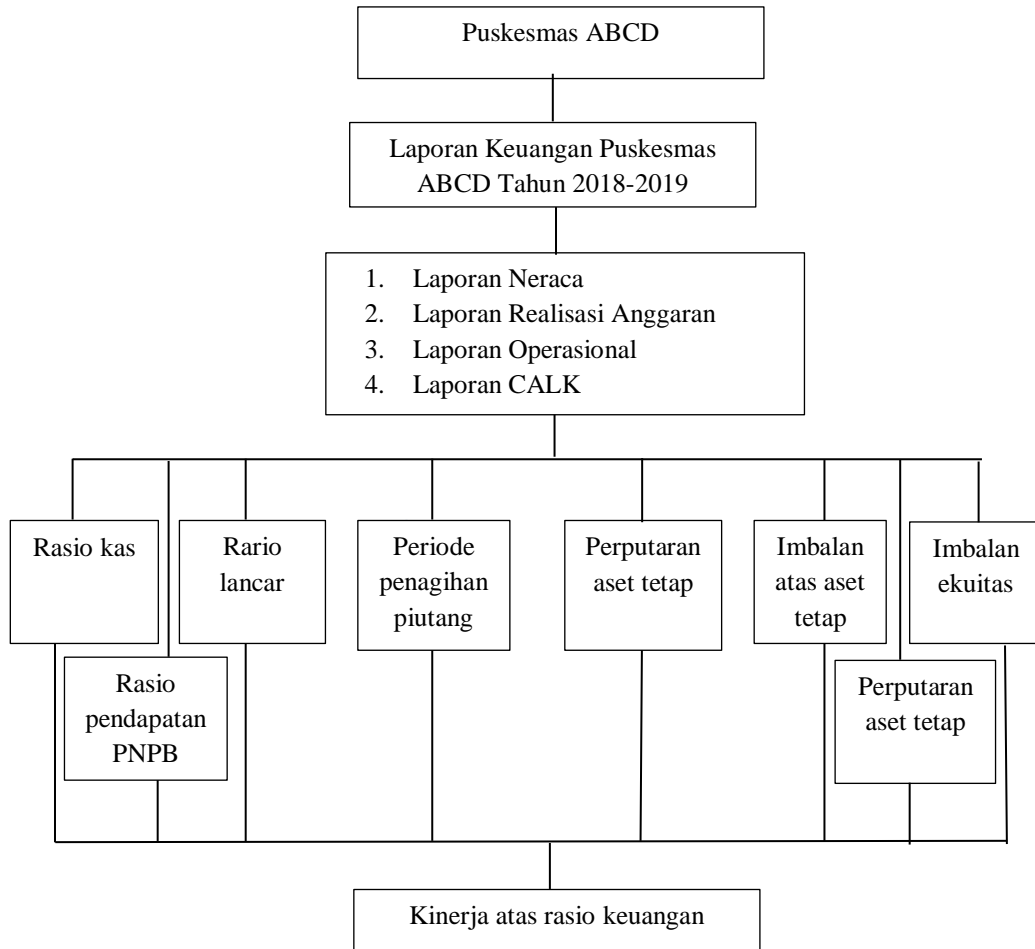 Puskesmas ABCD
Laporan Keuangan Puskesmas
ABCD Tahun 2018-2019
1. Laporan Neraca
2. Laporan Realisasi Anggaran
3. Laporan Operasional
4. Laporan CALK
Rasio kas
Rario
lancar
Periode
penagihan
piutang
Perputaran
aset tetap
Imbalan
atas aset
tetap
Imbalan
ekuitas
Rasio
pendapatan
PNPB
Perputaran
aset tetap
Kinerja atas rasio keuangan